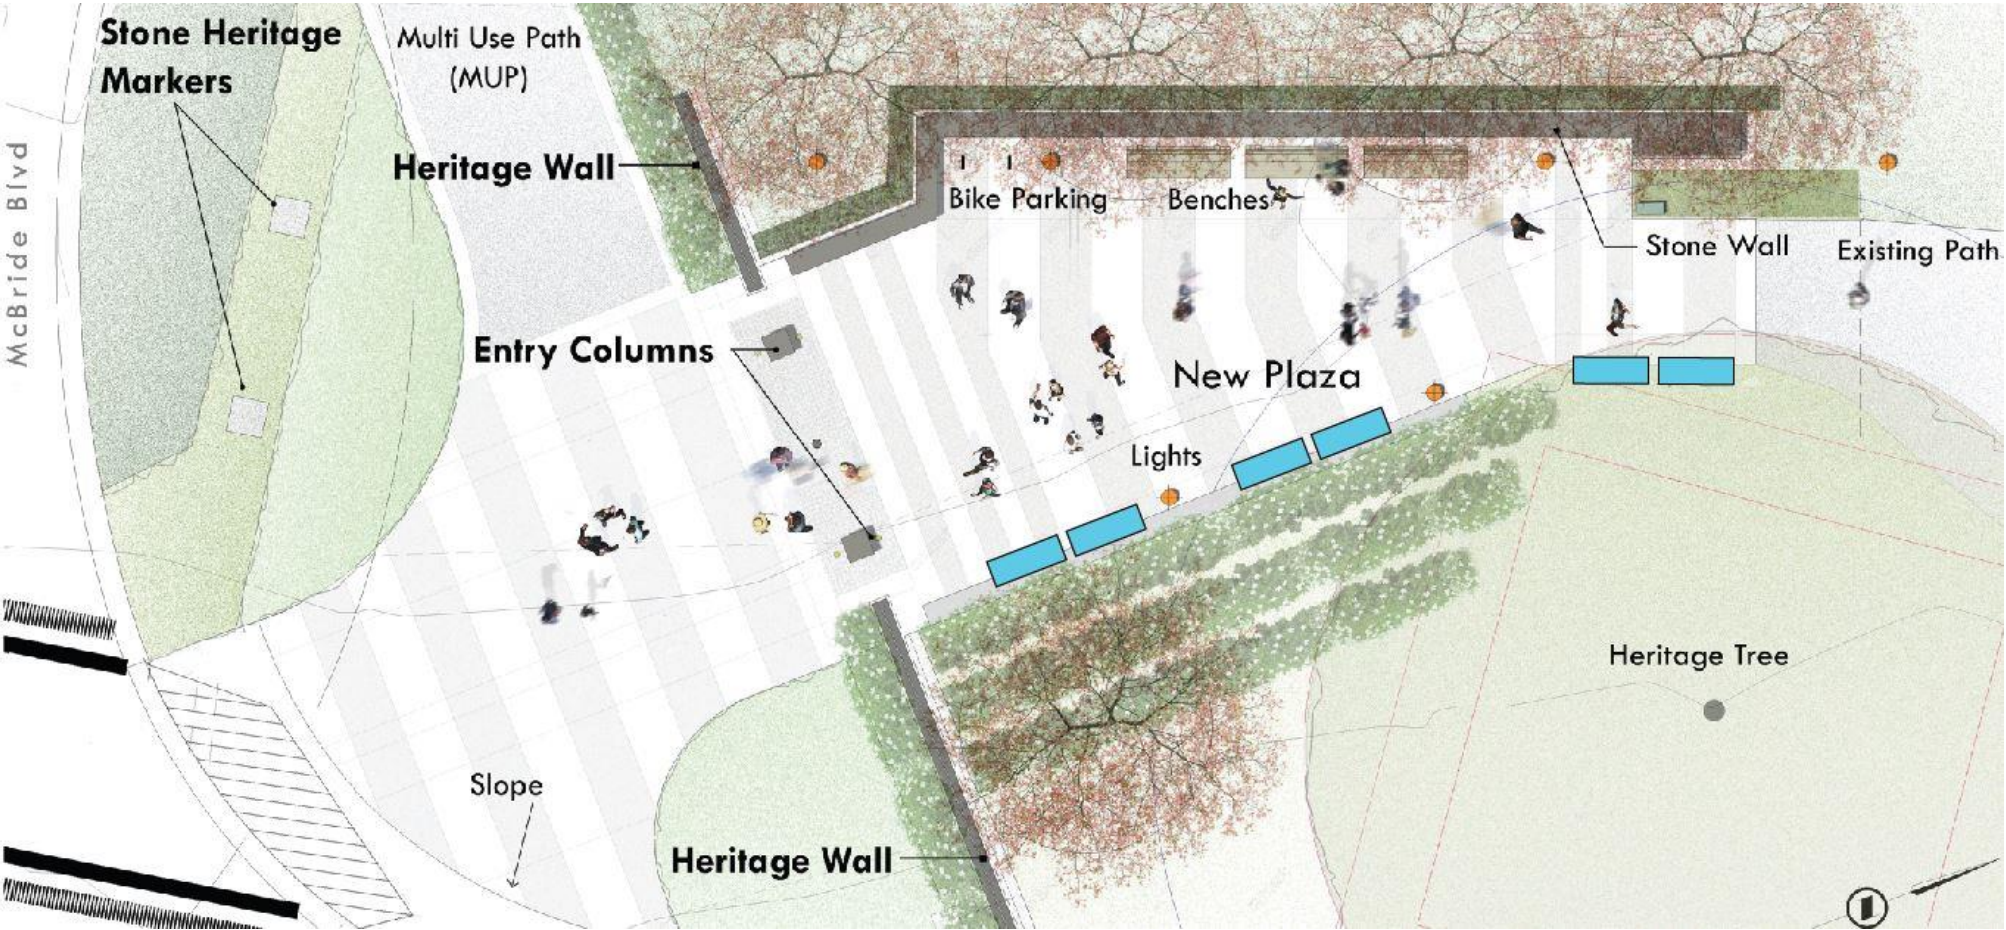 Stone Heritage
Markers
Multi Use Path
(MUP)
McBride Blvd
Heritage Wall
Bike Parking
Benches
Stone Wall
Existing Path
Entry Columns
New Plaza
Lights
Heritage Tree
Slope
Heritage Wall